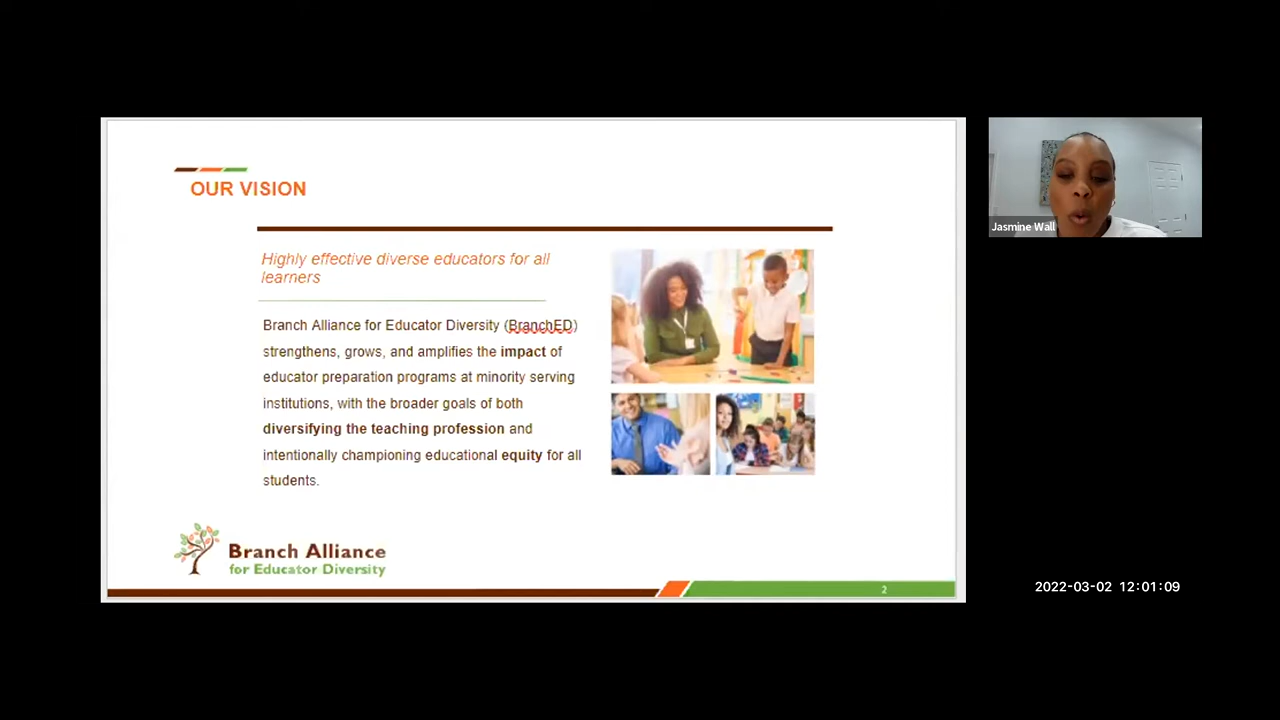 OUR VISION
Highly effective diverse educators for all
learners
Branch Alliance for Educator Diversity (BranchED)
strengthens, grows, and amplifies the impact of
educator preparation programs at minority serving
institutions, with the broader goals of both
diversifying the teaching profession and
intentionally championing educational equity for all
students.
Branch Alliance
for Educator Diversity
2
Jasmine Wall
2022-03-02 12:01:09